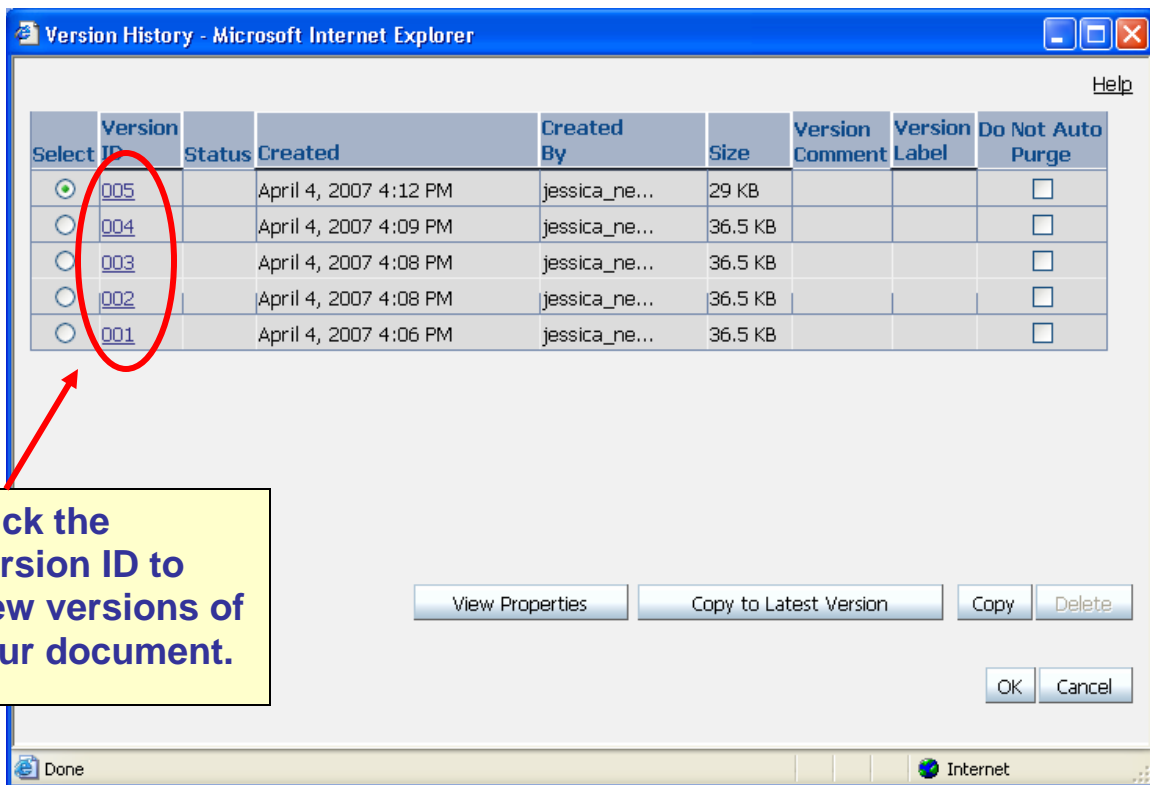 Version History - Microsoft Internet Explorer
Help
Select Version ID Status Created Created By Size Version Comment Version Label Do Not Auto Purge
005 April 4, 2007 4:12 PM jessica_ne... 29 KB
004 April 4, 2007 4:09 PM jessica_ne... 36.5 KB
003 April 4, 2007 4:08 PM jessica_ne... 36.5 KB
002 April 4, 2007 4:08 PM jessica_ne... 36.5 KB
001 April 4, 2007 4:06 PM jessica_ne... 36.5 KB
ck the
rsion ID to
ew versions of
ur document.
View Properties Copy to Latest Version Copy Delete
OK Cancel
Done Internet